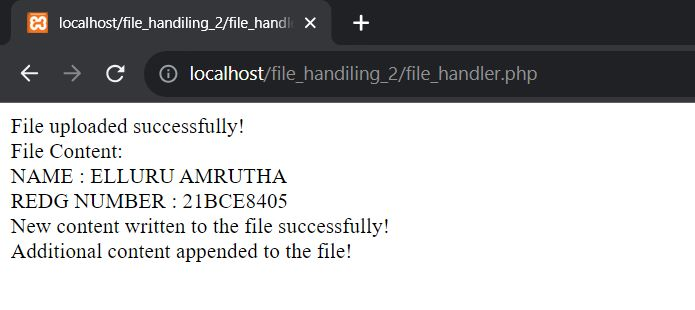 localhost/file_handiling_2/file_handl
localhost/file_handiling_2/file_handler.php
File uploaded successfully!
File Content:
NAME : ELLURU AMRUTHA
REDG NUMBER : 21BCE8405
New content written to the file successfully!
Additional content appended to the file!